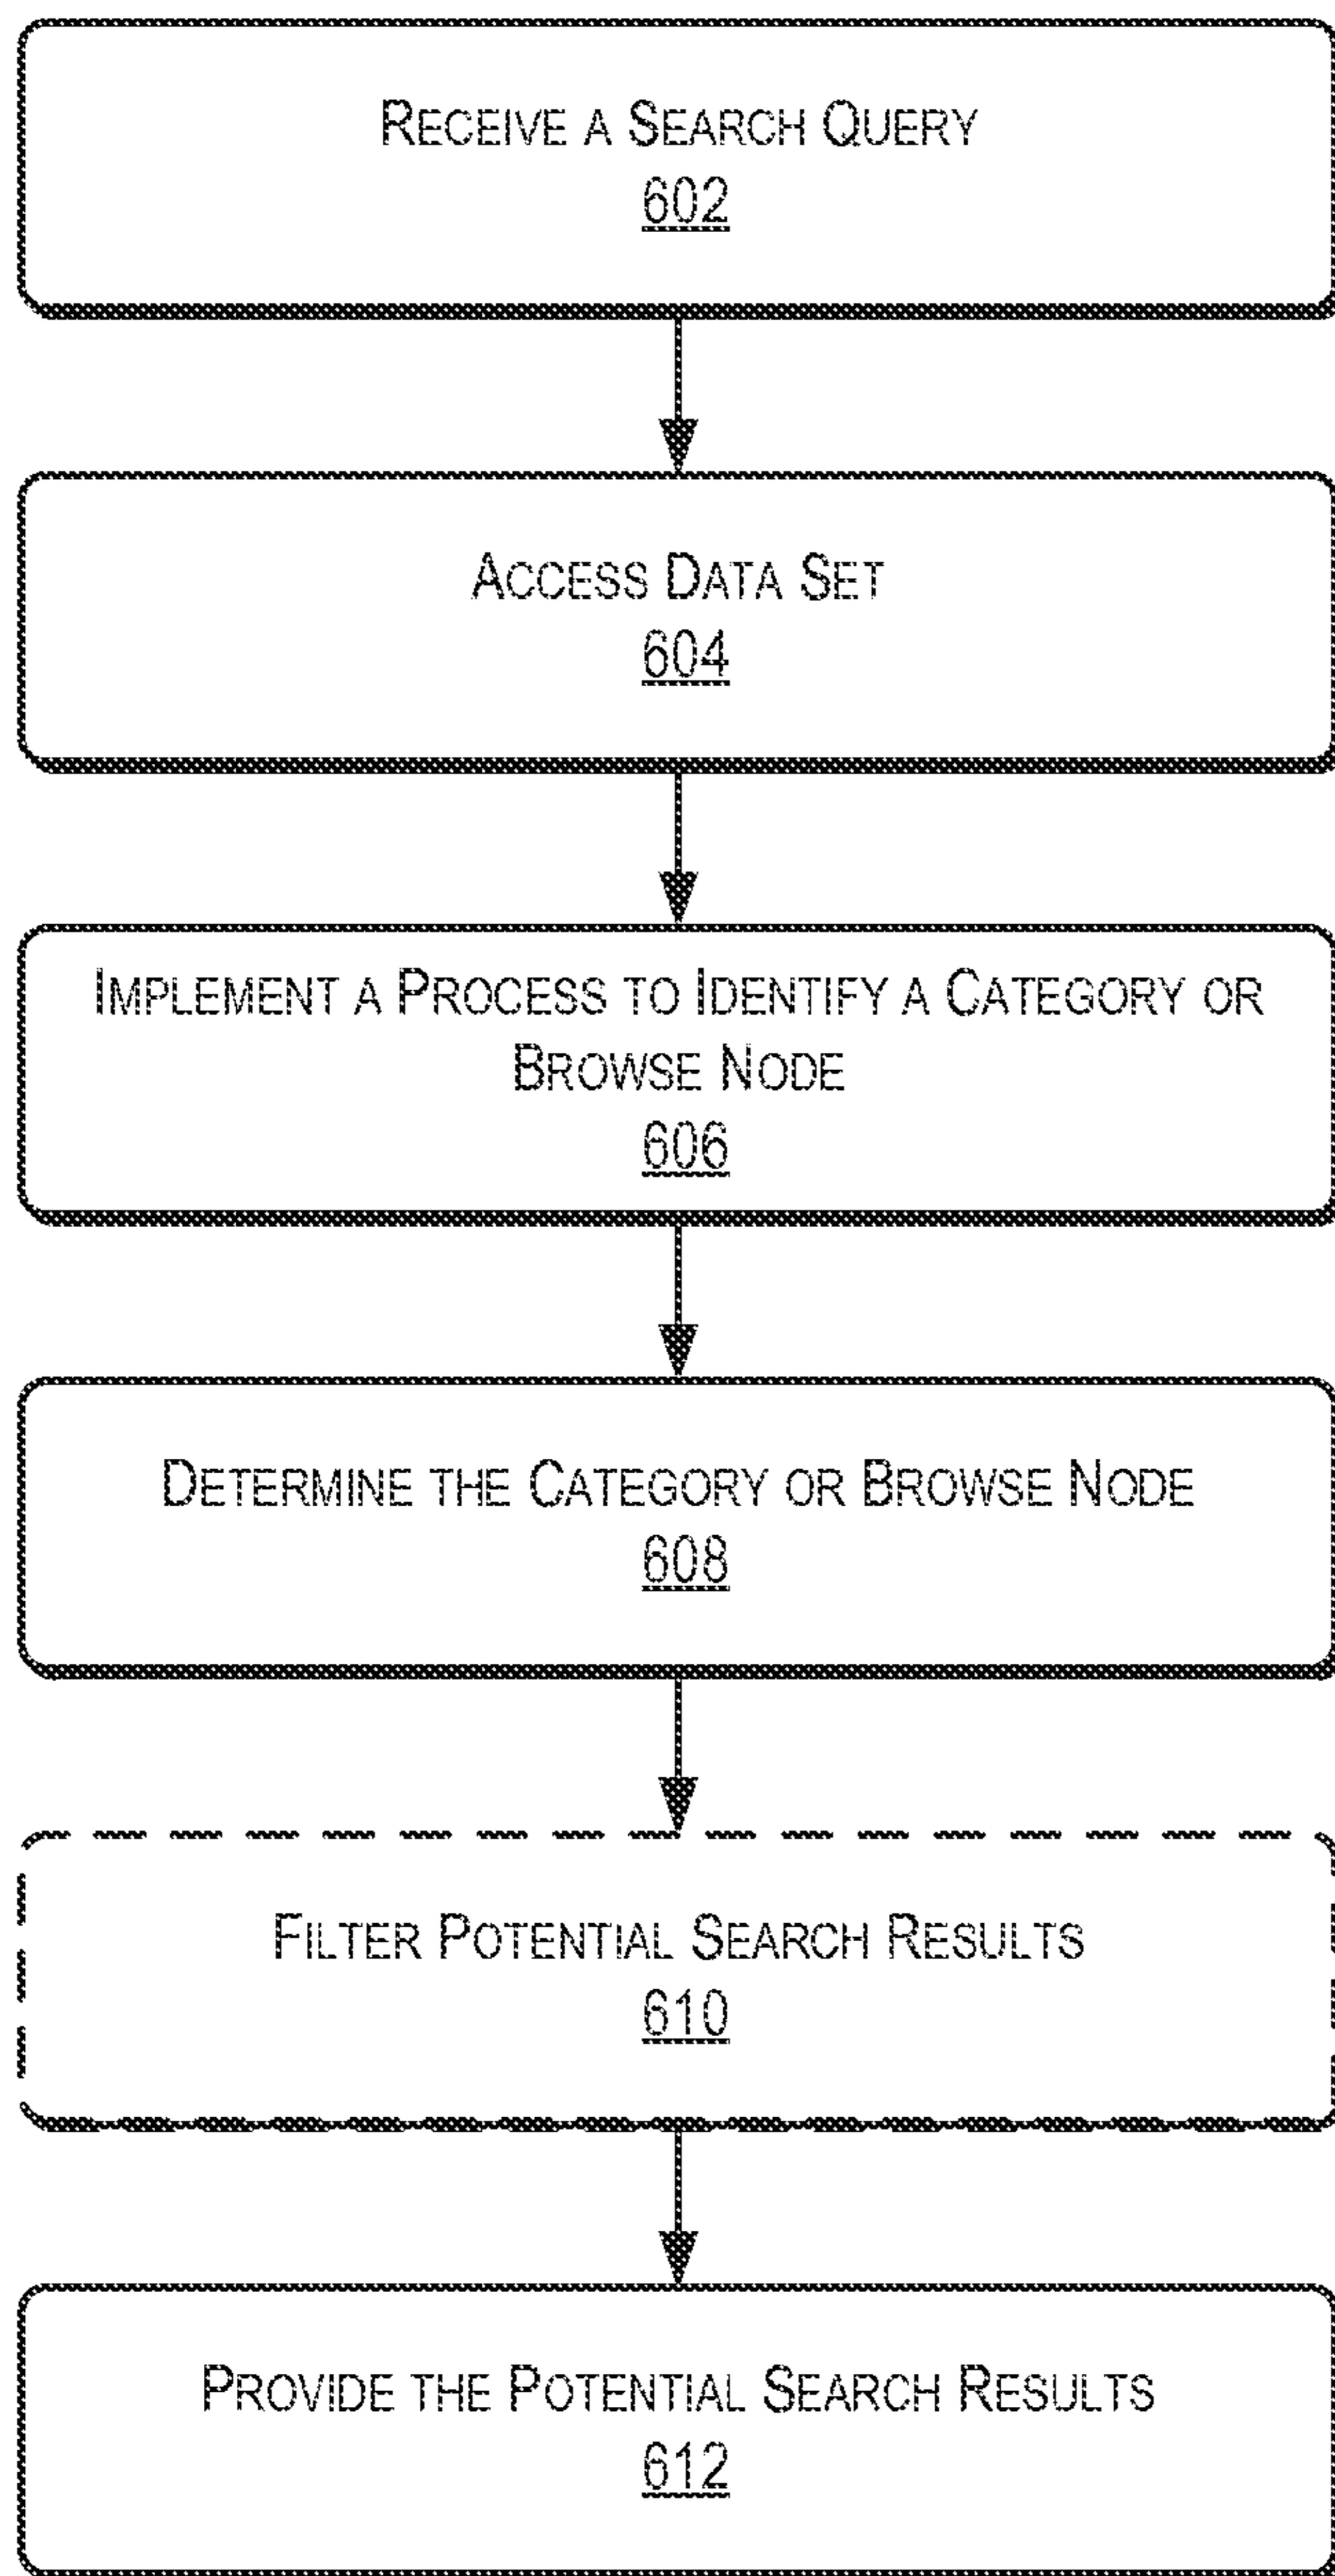 RECEIVE A SEARCH QUERY
602
ACCESS DATA SET
604
IMPLEMENT A PROCESS TO IDENTIFY A CATEGORY OR
BROWSE NODE
606
DETERMINE THE CATEGORY OR BROWSE NODE
608
FILTER POTENTIAL SEARCH RESULTS
610
PROVIDE THE POTENTIAL SEARCH RESULTS
612